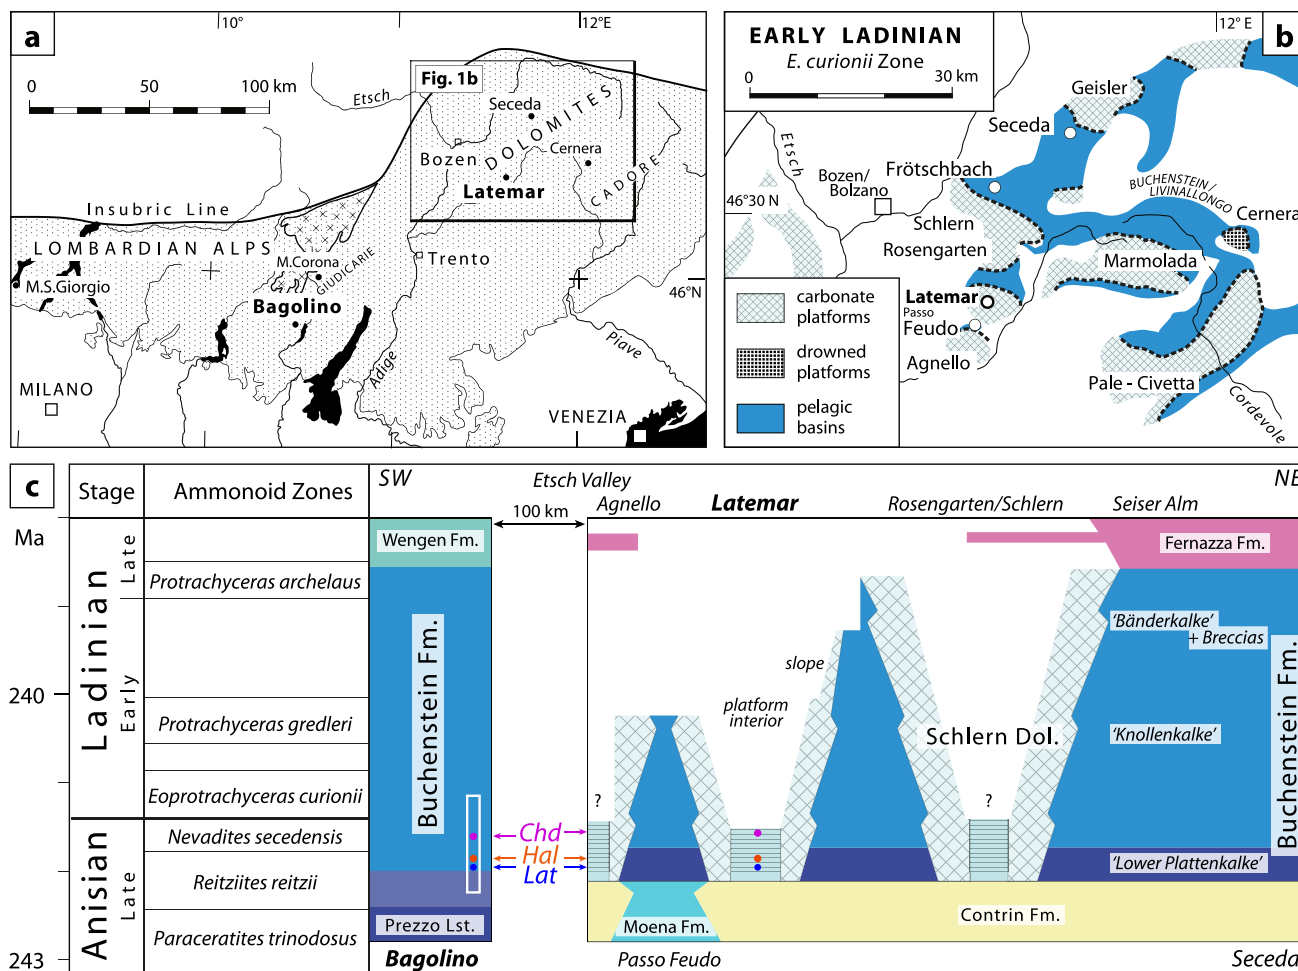 a
10°
12°E
0 50 100 km
Fig. 1b
Etsch
Seceda
DOLOMITES
Bozen
Cernera
Latemar
CADORE
Insubric Line
LOMBARDIAN ALPS
M.Corona
GIUDICARIE
Trento
M.S.Giorgio
Bagolino
46°N
Adige
Piave
MILANO
VENEZIA
b
EARLY LADINIAN
E. curionii Zone
0 30 km
12° E
Geisler
Seceda
Etsch
Bozen/
Bolzano
Frötschbach
BUCHENSTEIN/
LIVINALLONGO
46°30 N
Cernera
Schlern
Rosengarten
Marmolada
Latemar
Passo
Feudo
Agnello
Pale - Civetta
Cordevole
carbonate
platforms
drowned
platforms
pelagic
basins
c
Stage
Ammonoid Zones
SW
Etsch Valley
NE
Agnello
Latemar
Rosengarten/Schlern
Seiser Alm
Ma
100 km
Wengen Fm.
Fernazza Fm.
Late
Protrachyceras archelaus
Ladinian
Buchenstein Fm.
'Bänderkalke'
+ Breccias
Buchenstein Fm.
slope
240
Early
platform
interior
Protrachyceras gredleri
Schlern Dol.
'Knollenkalke'
Eoprotrachyceras curionii
?
?
Nevadites secedensis
Chd
Hal
Lat
'Lower Plattenkalke'
Anisian
Late
Reitziites reitzii
Prezzo Lst.
Moena Fm.
Contrin Fm.
Paraceratites trinodosus
243
Bagolino
Passo Feudo
Seceda